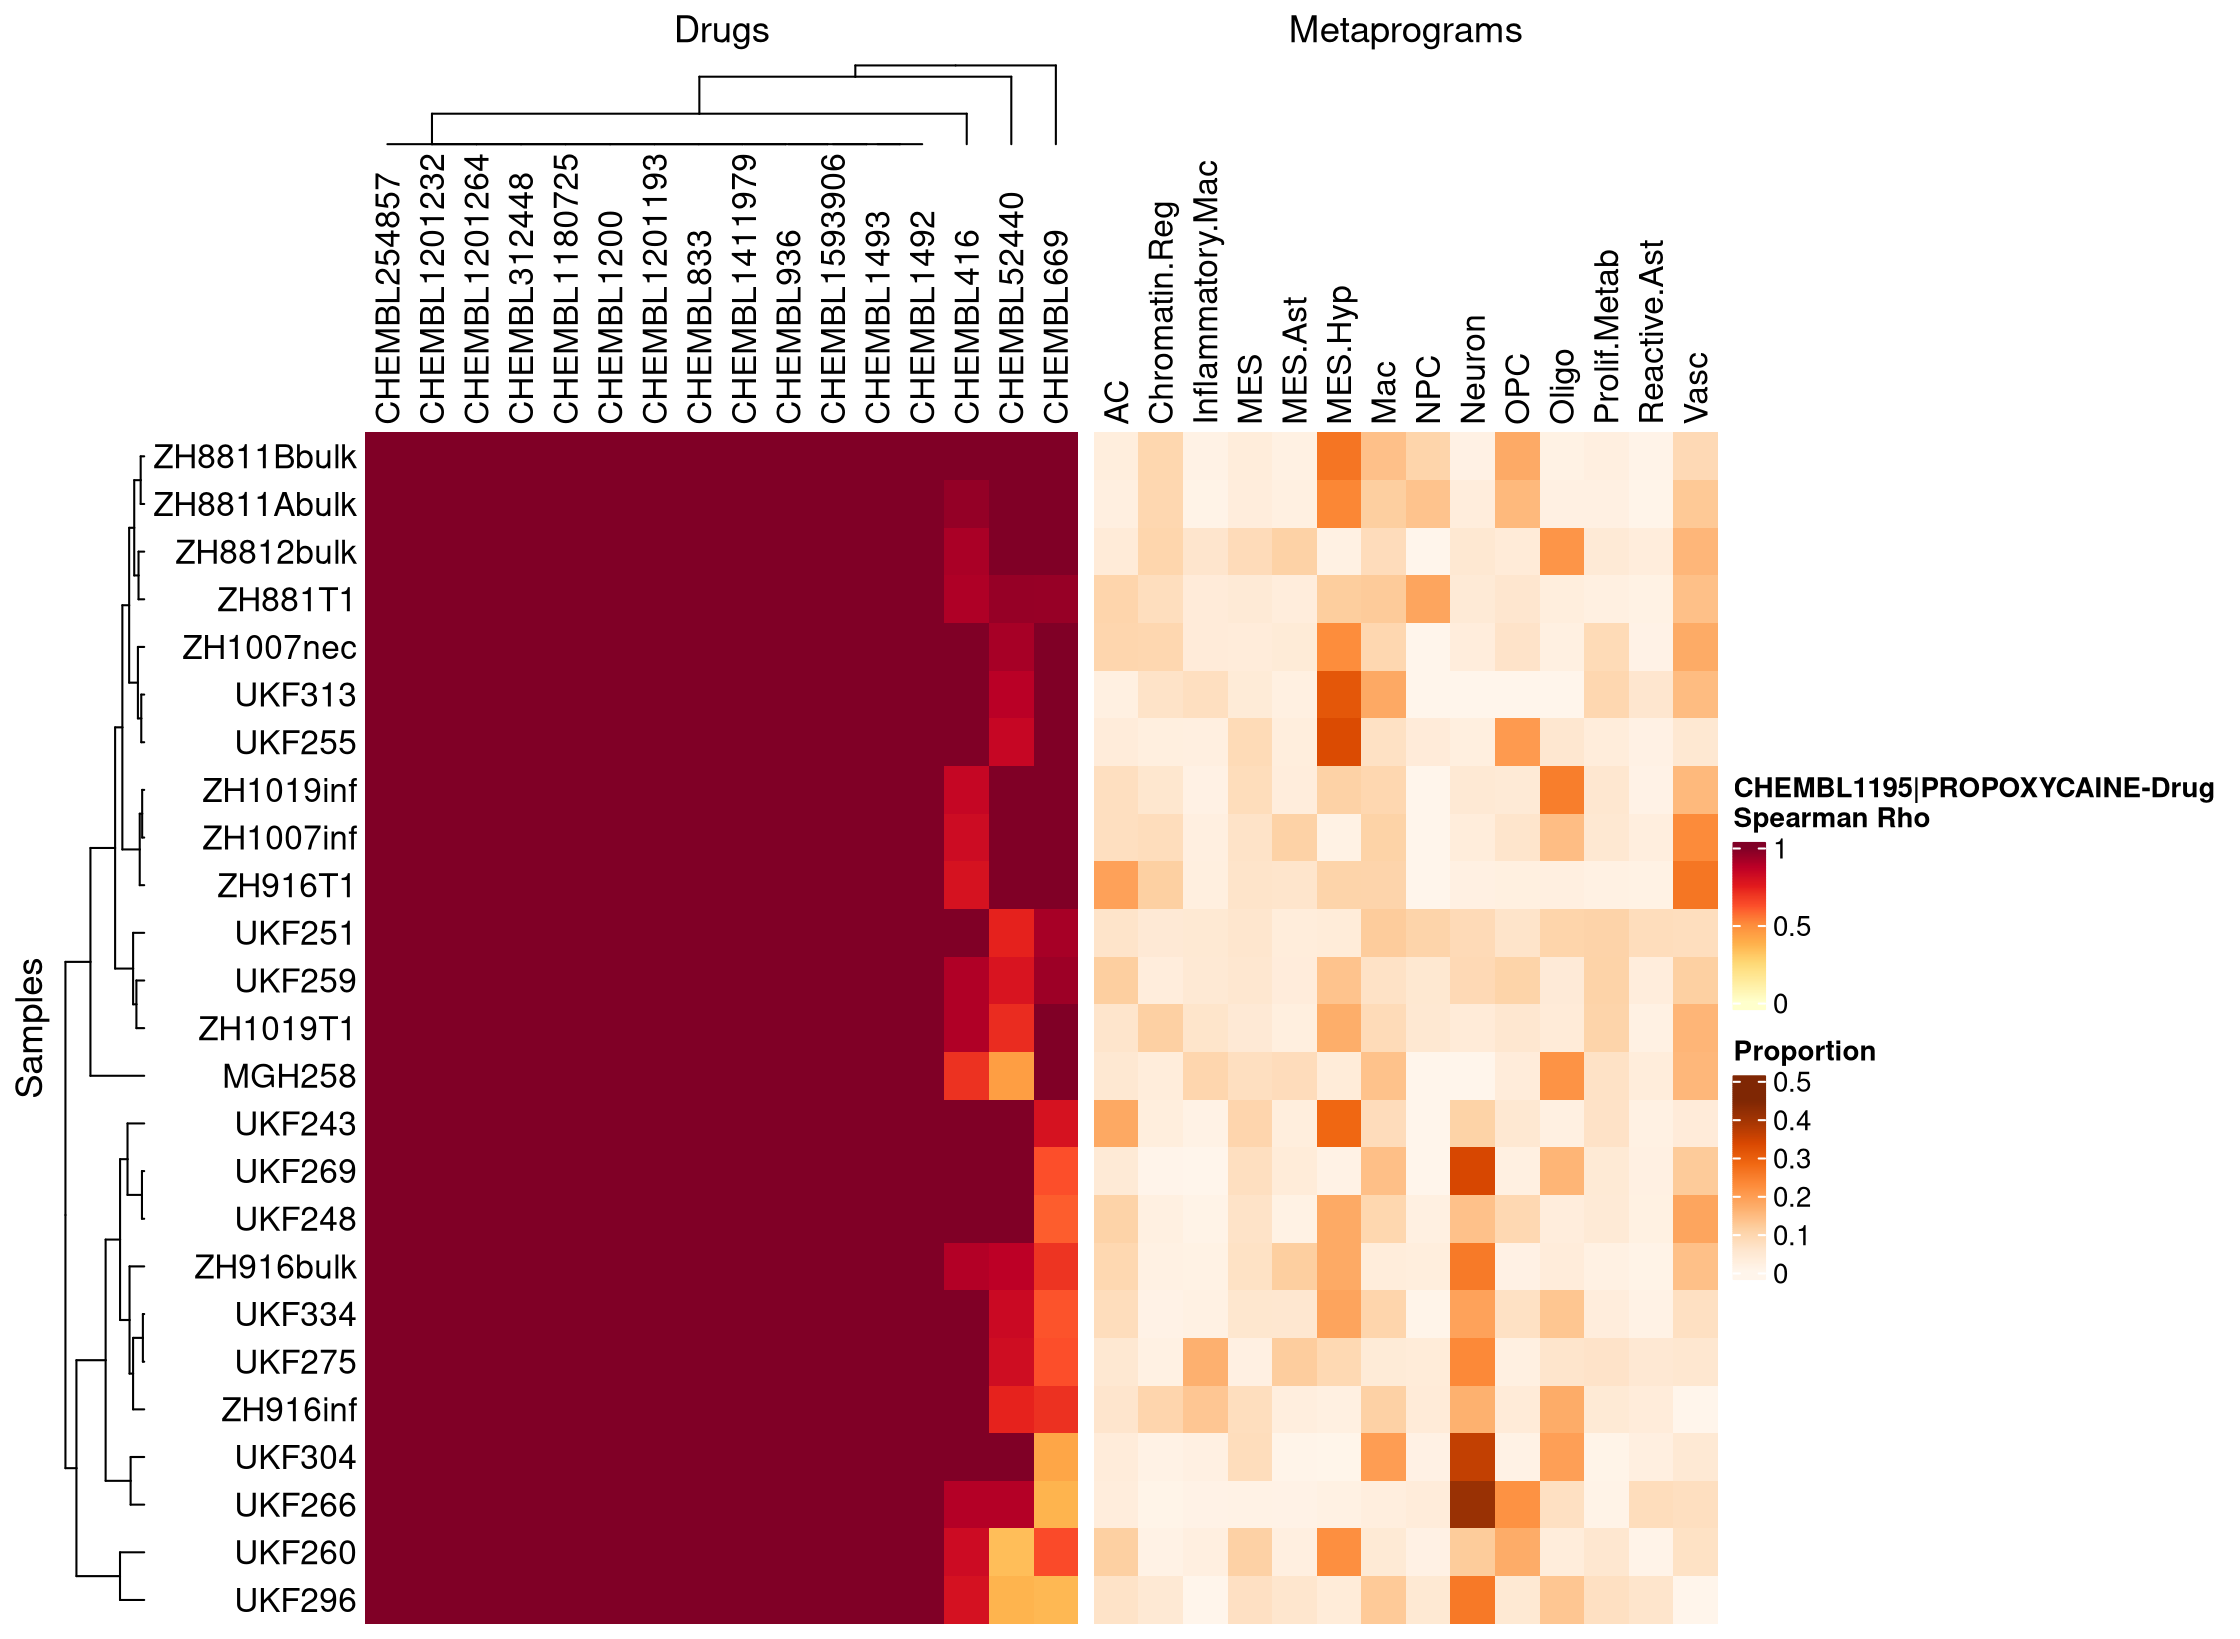 Drugs
Metaprograms
CHEMBL254857
CHEMBL1201232
CHEMBL1201264
CHEMBL312448
CHEMBL11807725
CHEMBL1200
CHEMBL1201193
CHEMBL833
CHEMBL1411979
CHEMBL936
CHEMBL1593906
CHEMBL1493
CHEMBL1492
CHEMBL416
CHEMBL52440
CHEMBL669
AC
Chromatin.Reg
Inflammatory.Mac
MES
MES.Ast
MES.Hyp
Mac
NPC
Neuron
OPC
Oligo
Prolif.Metab
Reactive.Ast
Vasc
Samples
ZH8811Bbulk
ZH8811Abulk
ZH8812bulk
ZH881T1
ZH1007nec
UKF313
UKF255
ZH1019inf
ZH1007inf
ZH916T1
UKF251
UKF259
ZH1019T1
MGH258
UKF243
UKF269
UKF248
ZH916bulk
UKF334
UKF275
ZH916inf
UKF304
UKF266
UKF260
UKF296
CHEMBL1195|PROPOXYCAINE-Drug
Spearman Rho
1
0.5
0
Proportion
0.5
0.4
0.3
0.2
0.1
0